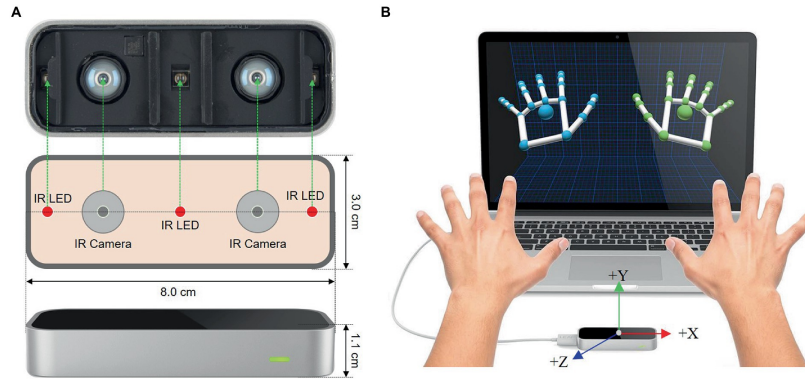 A
B
IR LED
IR LED
IR LED
IR Camera
IR Camera
3.0 cm
8.0 cm
1.1 cm
+Y
+X
+Z